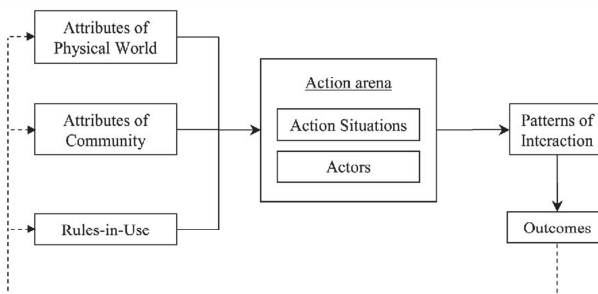 Attributes of
Physical World
Attributes of
Community
Rules-in-Use
Action arena
Action Situations
Actors
Patterns of
Interaction
Outcomes